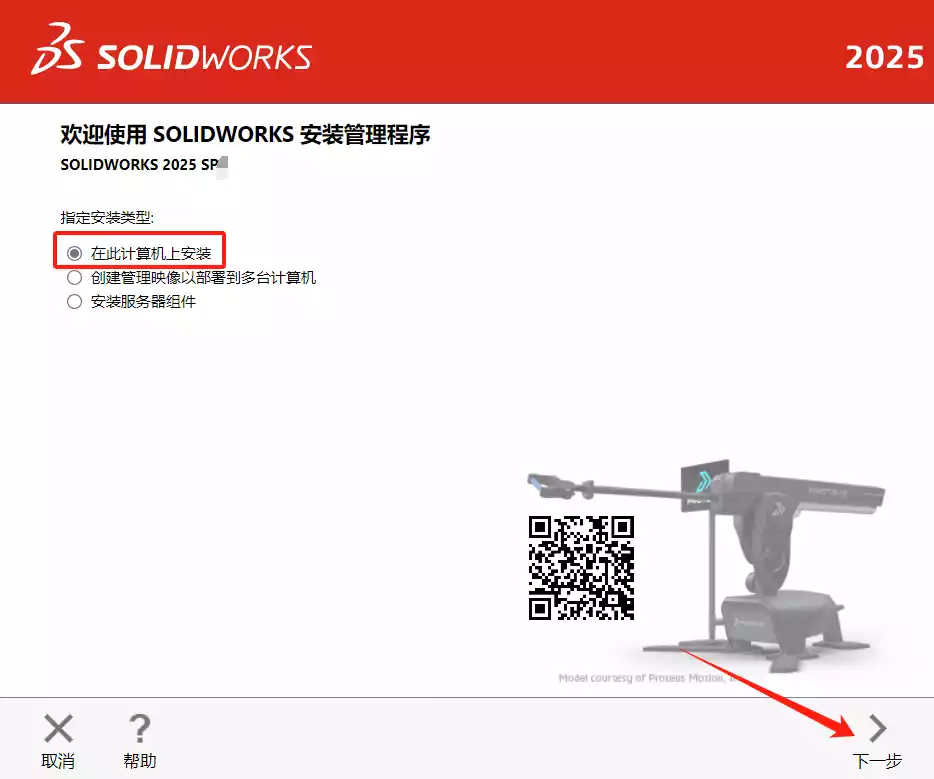 SOLIDWORKS
2025
欢迎使用 SOLIDWORKS 安装管理程序
SOLIDWORKS 2025 SP
指定安装类型:
在此计算机上安装
创建管理映像以部署到多台计算机
安装服务器组件
Model courtesy of Proteus Motion,
取消
帮助
下一步